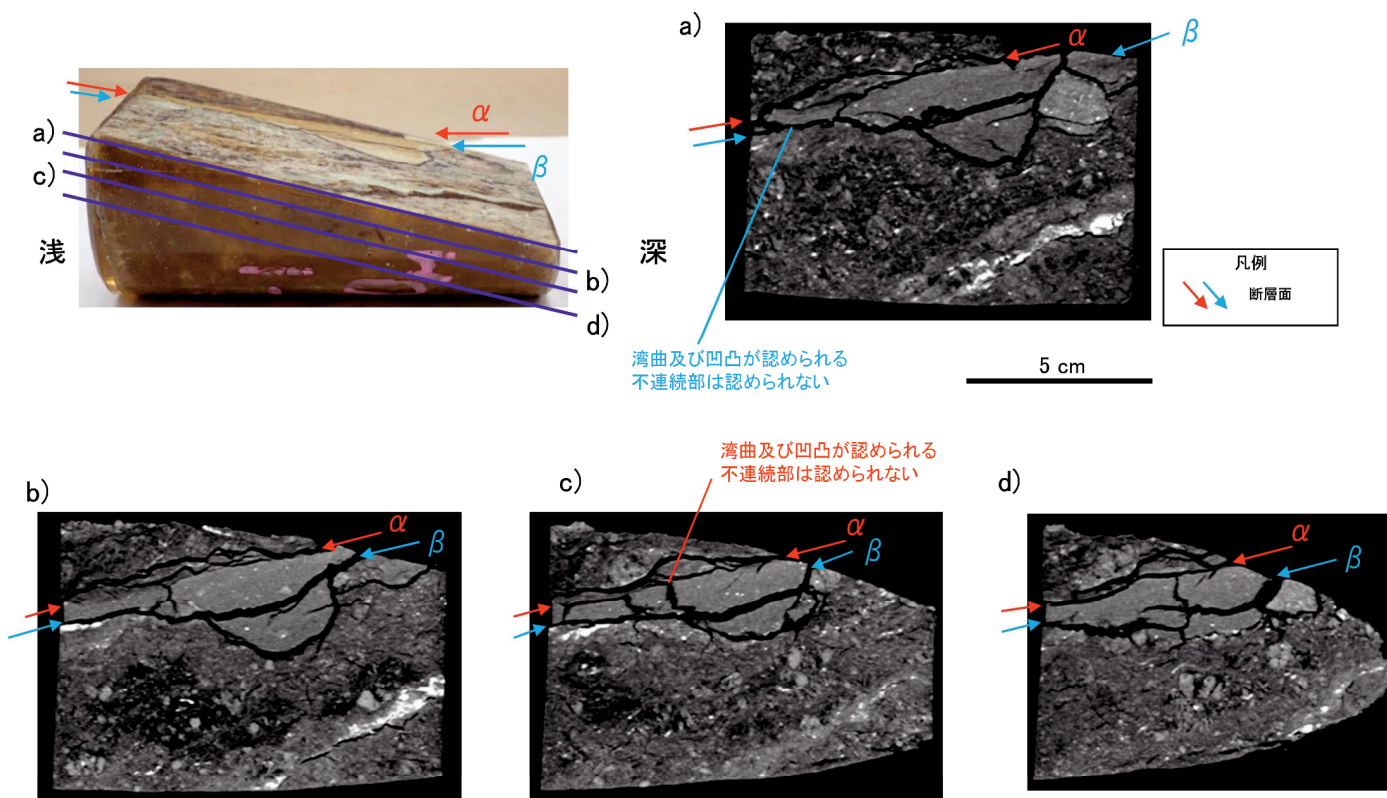 a)
α
β
a)
α
c)
β
浅
深
b)
d)
凡例
断層面
湾曲及び凹凸が認められる
不連続部は認められない
5 cm
湾曲及び凹凸が認められる
不連続部は認められない
b)
α
β
c)
α
β
d)
α
β